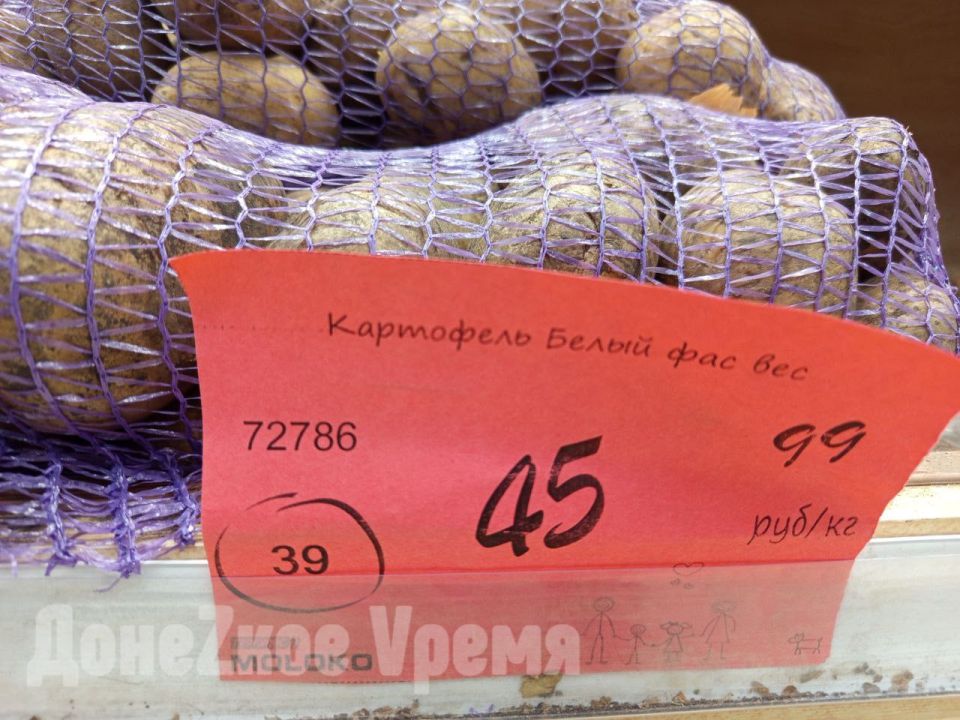 Картофель Белый фас вес
72786
45 99
руб/кг
39
MOLOKO
ДонеZкое Vремя